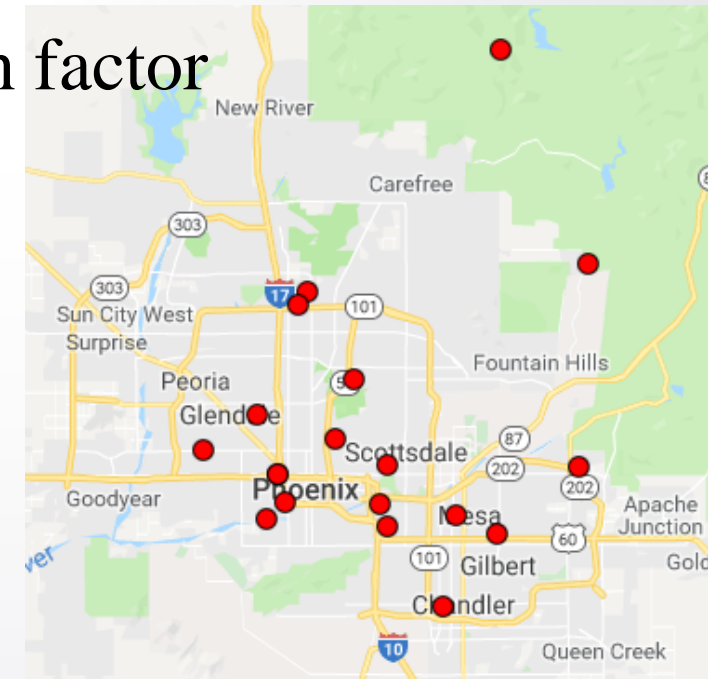 n factor
New River
Carefree
303
303
17
101
Sun City West
Surprise
Fountain Hills
Peoria
Scottsdale
87
202
202
Phoenix
Goodyear
Mesa
Apache
Junction
60
101
Gilbert
Gold
Chandler
10
Queen Creek